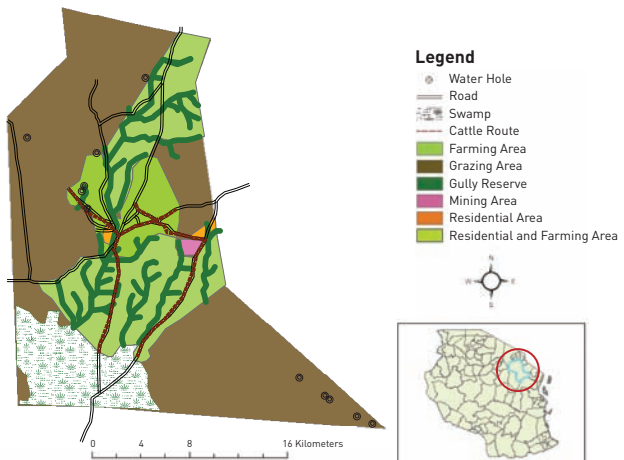 Legend
Water Hole
Road
Swamp
Cattle Route
Farming Area
Grazing Area
Gully Reserve
Mining Area
Residential Area
Residential and Farming Area
N
W E
S
0 4 8 16 Kilometers